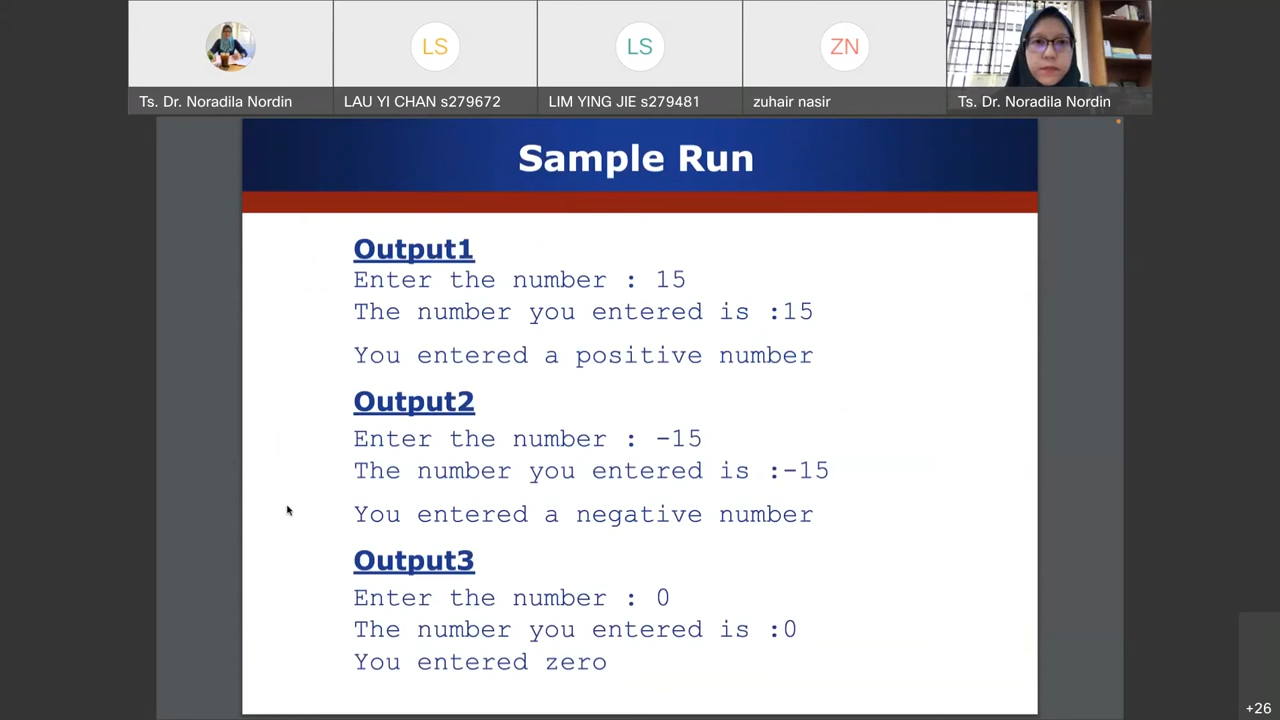 LS
LS
ZN
Ts. Dr. Noradila Nordin
LAU YI CHAN s279672
LIM YING JIE s279481
zuhair nasir
Ts. Dr. Noradila Nordin
Sample Run
Output1
Enter the number : 15
The number you entered is :15
You entered a positive number
Output2
Enter the number : -15
The number you entered is :-15
You entered a negative number
Output3
Enter the number : 0
The number you entered is :0
You entered zero
+26